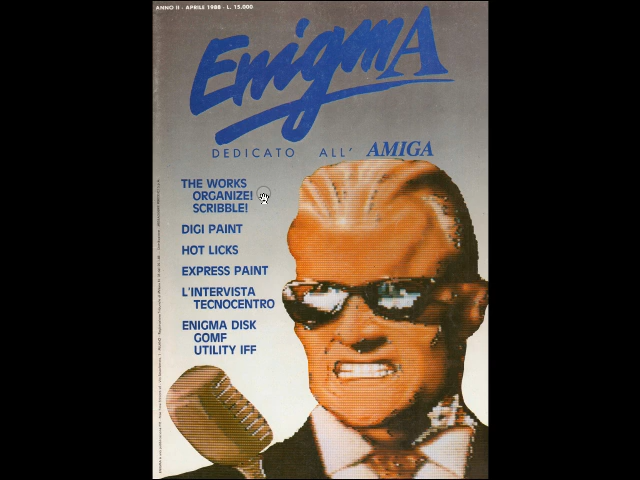 ANNO II - APRILE 1988 - L. 15.000
EnigmA
DEDICATO ALL' AMIGA
THE WORKS
ORGANIZE!
SCRIBBLE!
DIGI PAINT
HOT LICKS
EXPRESS PAINT
L'INTERVISTA
TECNOCENTRO
ENIGMA DISK
GOMF
UTILITY IFF